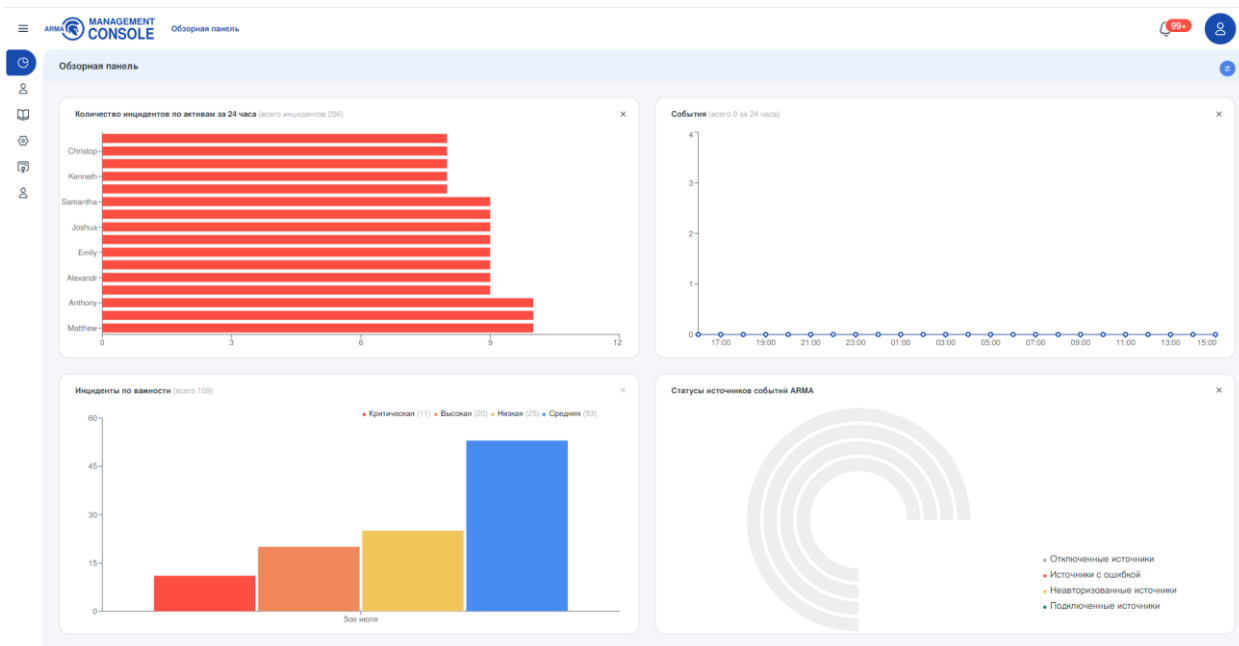 ARMA MANAGEMENT CONSOLE Обзорная панель 99+
Обзорная панель
Количество инцидентов по активам за 24 часа (всего инцидентов 206)
Christop
Kenneth
Samantha
Joshua
Emily
Alexandr
Anthony
Matthew
0 3 6 9 12
События (всего 0 за 24 часа)
4
3
2
1
0
17:00 19:00 21:00 23:00 01:00 03:00 05:00 07:00 09:00 11:00 13:00 15:00
Инциденты по важности (всего 109)
Критическая (11) Высокая (20) Низкая (25) Средняя (53)
60
45
30
15
0
5ое июля
Статусы источников событий ARMA
Отключенные источники
Источники с ошибкой
Неавторизованные источники
Подключенные источники